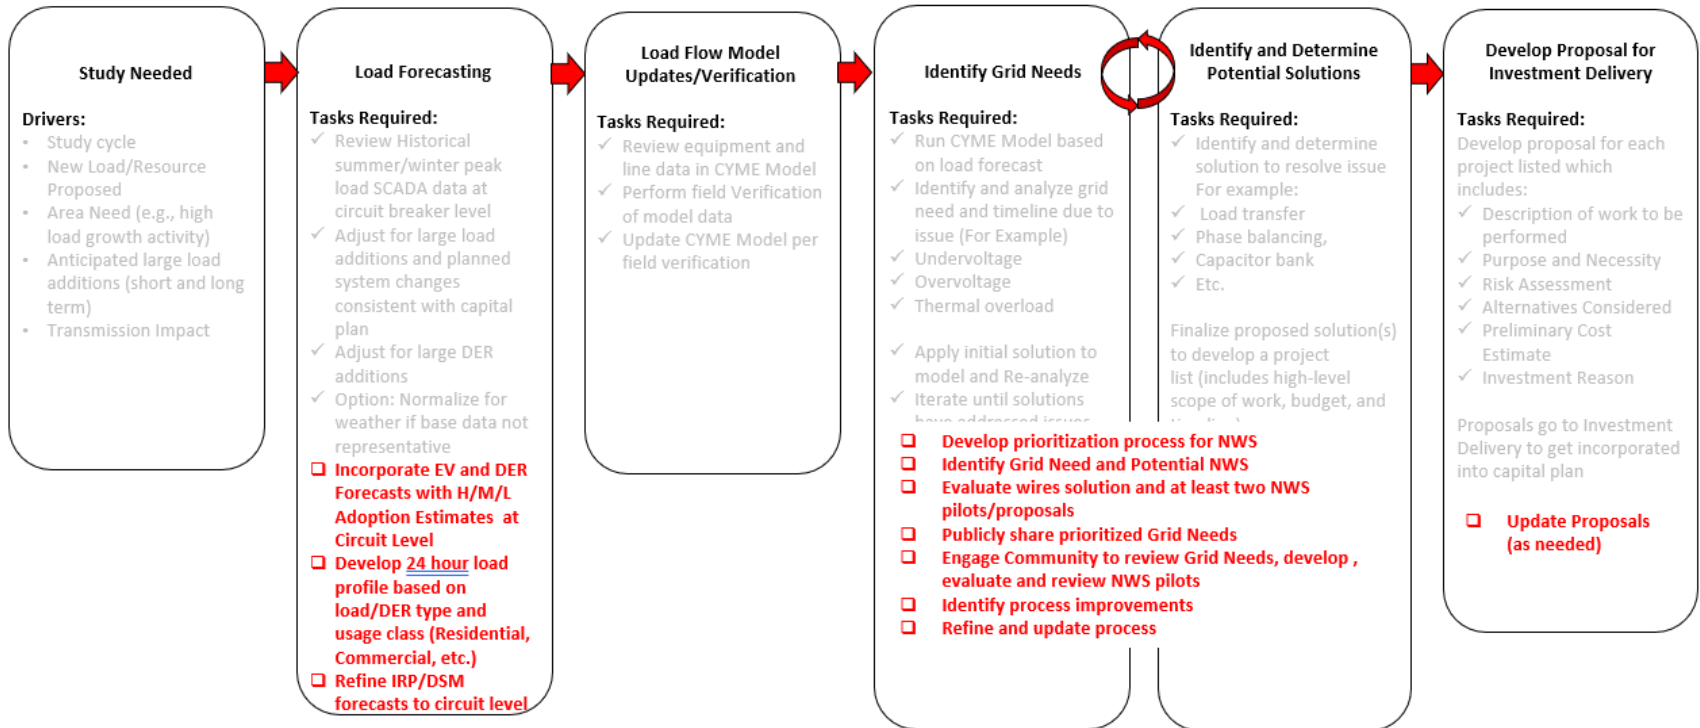 Study Needed
Drivers:
• Study cycle
• New Load/Resource
Proposed
• Area Need (e.g., high
load growth activity)
• Anticipated large load
additions (short and long
term)
• Transmission Impact
Load Forecasting
Tasks Required:
✓ Review Historical
summer/winter peak
load SCADA data at
circuit breaker level
✓ Adjust for large load
additions and planned
system changes
consistent with capital
plan
✓ Adjust for large DER
additions
✓ Option: Normalize for
weather if base data not
representative
❑ Incorporate EV and DER
Forecasts with H/M/L
Adoption Estimates at
Circuit Level
❑ Develop 24 hour load
profile based on
load/DER type and
usage class (Residential,
Commercial, etc.)
❑ Refine IRP/DSM
forecasts to circuit level
Load Flow Model
Updates/Verification
Tasks Required:
✓ Review equipment and
line data in CYME Model
✓ Perform field Verification
of model data
✓ Update CYME Model per
field verification
Identify Grid Needs
Tasks Required:
✓ Run CYME Model based
on load forecast
✓ Identify and analyze grid
need and timeline due to
issue (For Example)
✓ Undervoltage
✓ Overvoltage
✓ Thermal overload
✓ Apply initial solution to
model and Re-analyze
✓ Iterate until solutions
have addressed issues
Identify and Determine
Potential Solutions
Tasks Required:
✓ Identify and determine
solution to resolve issue
For example:
✓ Load transfer
✓ Phase balancing,
✓ Capacitor bank
✓ Etc.
Finalize proposed solution(s)
to develop a project
list (includes high-level
scope of work, budget, and
❑ Develop prioritization process for NWS
❑ Identify Grid Need and Potential NWS
❑ Evaluate wires solution and at least two NWS
pilots/proposals
❑ Publicly share prioritized Grid Needs
❑ Engage Community to review Grid Needs, develop ,
evaluate and review NWS pilots
❑ Identify process improvements
❑ Refine and update process
Develop Proposal for
Investment Delivery
Tasks Required:
Develop proposal for each
project listed which
includes:
✓ Description of work to be
performed
✓ Purpose and Necessity
✓ Risk Assessment
✓ Alternatives Considered
✓ Preliminary Cost
Estimate
✓ Investment Reason
Proposals go to Investment
Delivery to get incorporated
into capital plan
❑ Update Proposals
(as needed)